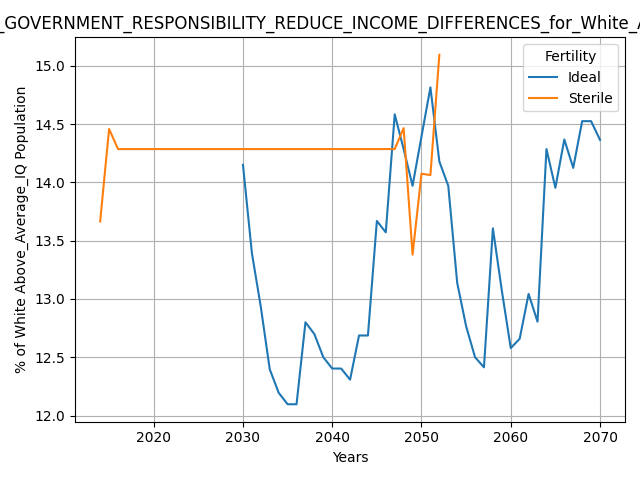 _GOVERNMENT_RESPONSIBILITY_REDUCE_INCOME_DIFFERENCES_for_White_
% of White Above_Average_IQ Population
15.0
14.5
14.0
13.5
13.0
12.5
12.0
Fertility
Ideal
Sterile
2020 2030 2040 2050 2060 2070
Years